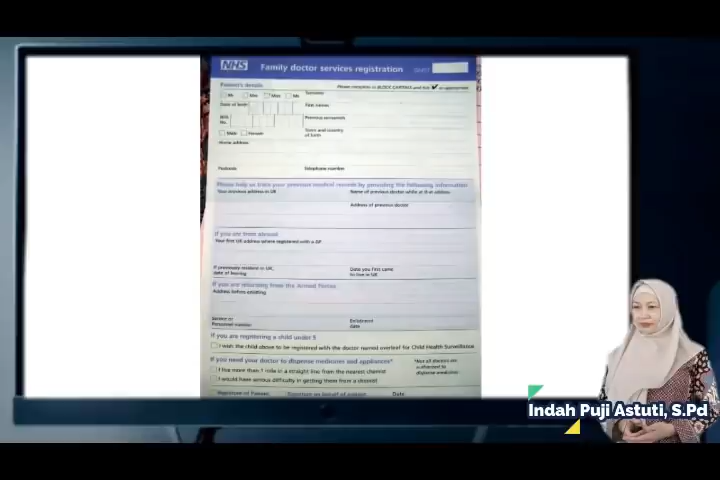 NHS Family doctor services registration GMS1
Patient's details Please complete in BLOCK CAPITALS and tick ✔ as appropriate
Mr Mrs Miss Ms Surname
Date of birth First names
NHS No. Previous surname/s
Male Female Town and country of birth
Home address
Postcode Telephone number
Please help us trace your previous medical records by providing the following information
Your previous address in UK Name of previous doctor while at that address
Address of previous doctor
If you are from abroad
Your first UK address where registered with a GP
If previously resident in UK, date of leaving Date you first came to live in UK
If you are returning from the Armed Forces
Address before enlisting
Service or Personnel number Enlistment date
If you are registering a child under 5
I wish the child above to be registered with the doctor named overleaf for Child Health Surveillance
If you need your doctor to dispense medicines and appliances*
*Not all doctors are authorised to dispense medicines
I live more than 1 mile in a straight line from the nearest chemist
I would have serious difficulty in getting them from a chemist
Signature of Patient Signature on behalf of patient Date
Indah Puji Astuti, S.Pd